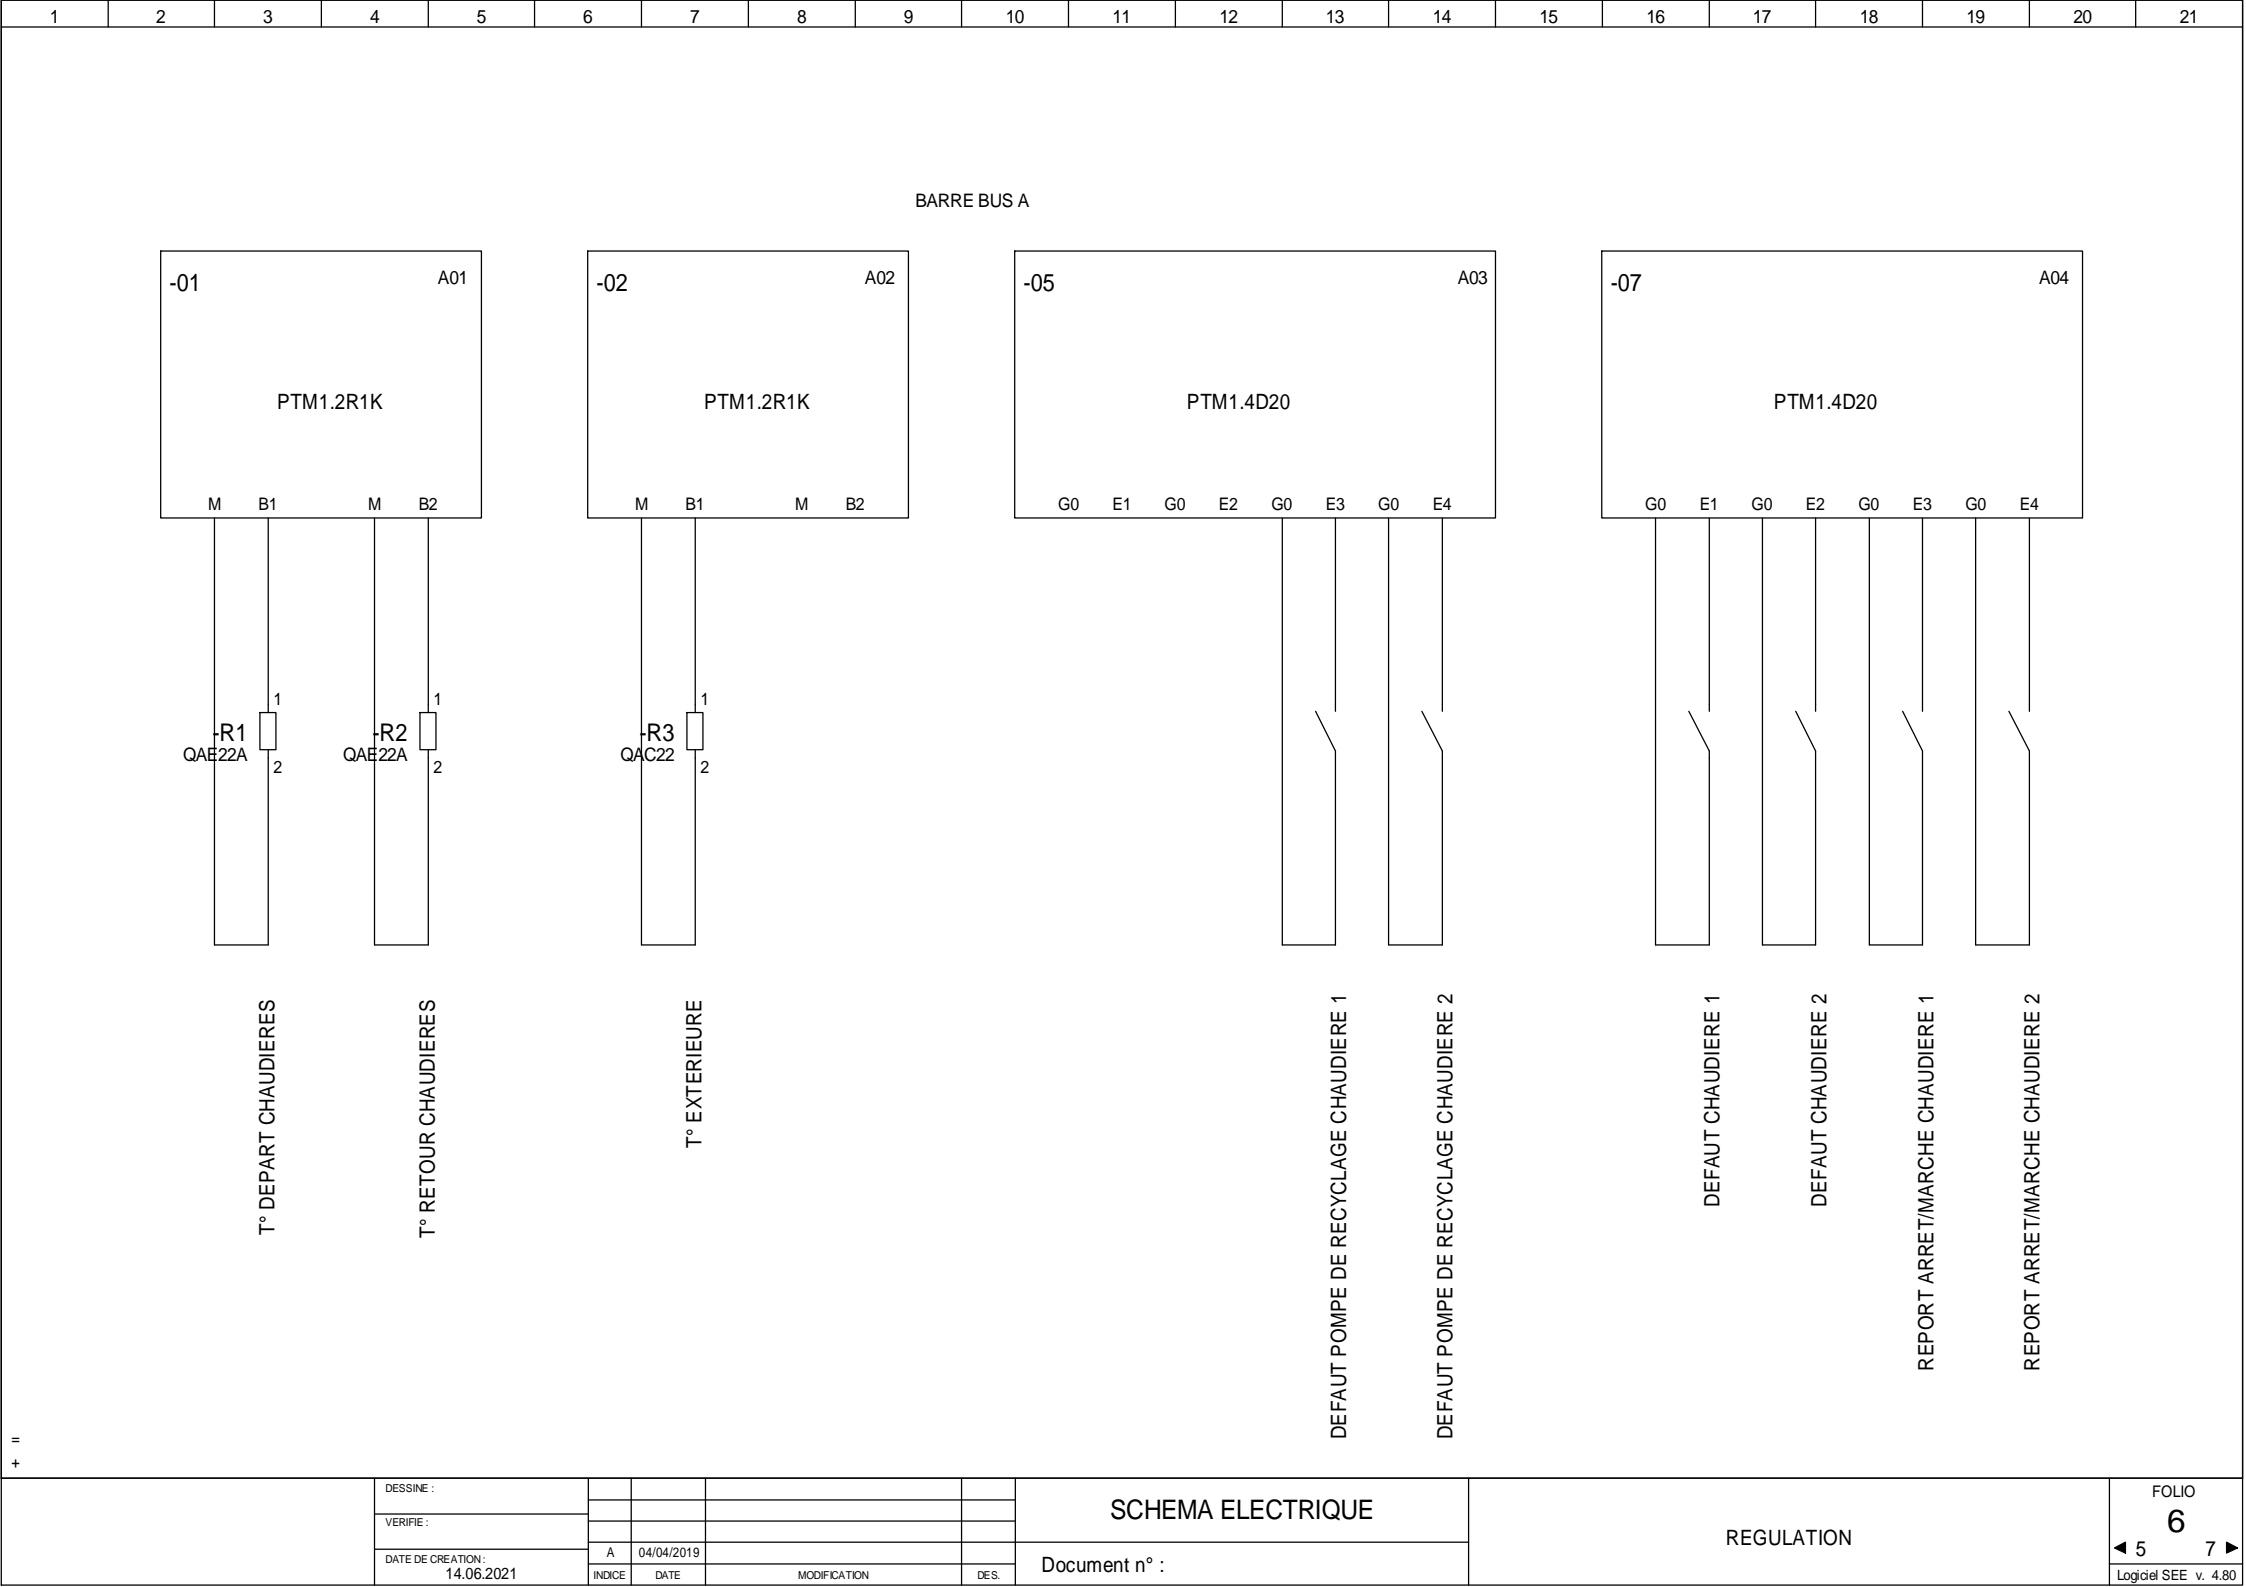 1 2 3 4 5 6 7 8 9 10 11 12 13 14 15 16 17 18 19 20 21
BARRE BUS A
-01 A01
PTM1.2R1K
M B1 M B2
-02 A02
PTM1.2R1K
M B1 M B2
-05 A03
PTM1.4D20
G0 E1 G0 E2 G0 E3 G0 E4
-07 A04
PTM1.4D20
G0 E1 G0 E2 G0 E3 G0 E4
1
-R1
QAE22A
2
1
-R2
QAE22A
2
1
-R3
QAC22
2
T° DEPART CHAUDIERES
T° RETOUR CHAUDIERES
T° EXTERIEURE
DEFAUT POMPE DE RECYCLAGE CHAUDIERE 1
DEFAUT POMPE DE RECYCLAGE CHAUDIERE 2
DEFAUT CHAUDIERE 1
DEFAUT CHAUDIERE 2
REPORT ARRET/MARCHE CHAUDIERE 1
REPORT ARRET/MARCHE CHAUDIERE 2
=
+
DESSINE :
VERIFIE :
DATE DE CREATION :
14.06.2021
A 04/04/2019
INDICE DATE MODIFICATION DES.
SCHEMA ELECTRIQUE
Document n° :
REGULATION
FOLIO
6
◄ 5 7 ►
Logiciel SEE v. 4.80